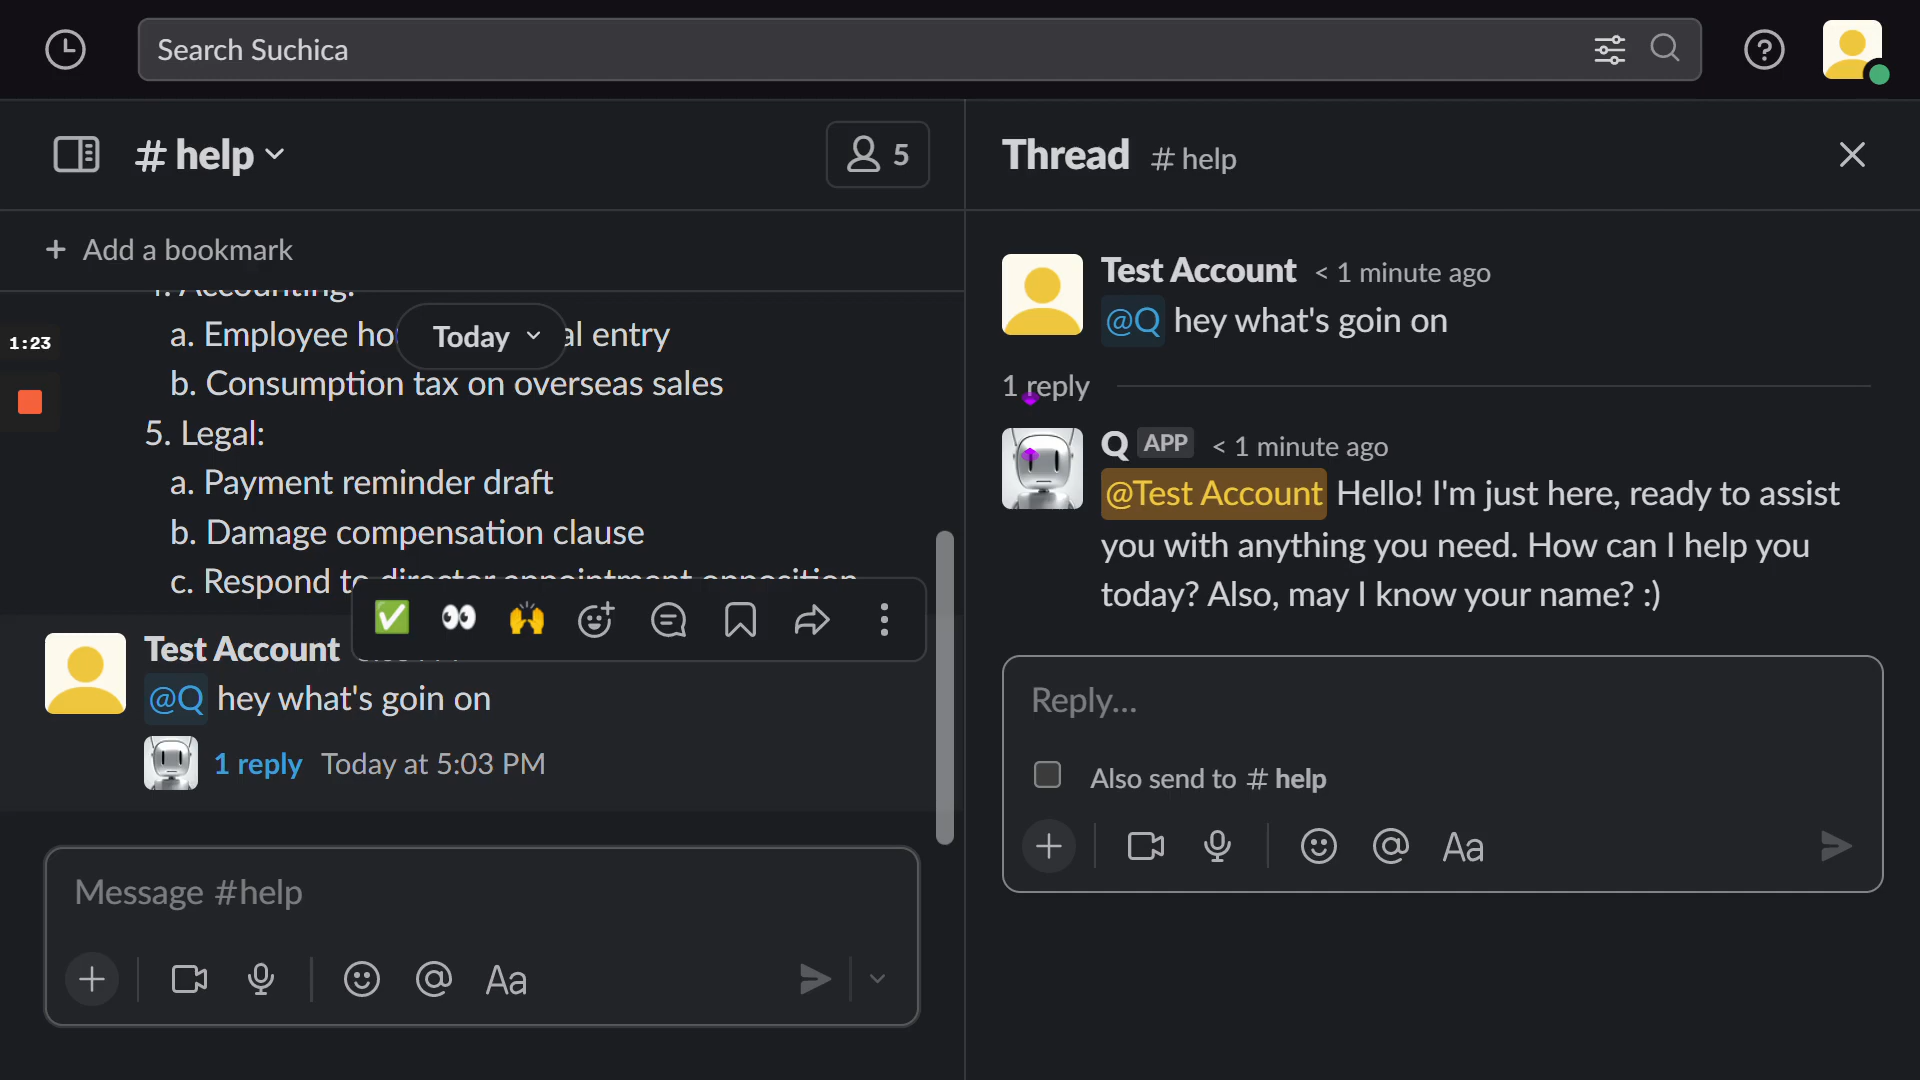 Search Suchica
# help
5
Thread # help
+ Add a bookmark
a. Employee
Today
al entry
b. Consumption tax on overseas sales
5. Legal:
a. Payment reminder draft
b. Damage compensation clause
c. Respond to director appointment opposition
1:23
Test Account
@Q hey what's goin on
1 reply Today at 5:03 PM
Message #help
Aa
Test Account < 1 minute ago
@Q hey what's goin on
1 reply
Q APP < 1 minute ago
@Test Account Hello! I'm just here, ready to assist
you with anything you need. How can I help you
today? Also, may I know your name? :)
Reply...
Also send to # help
Aa